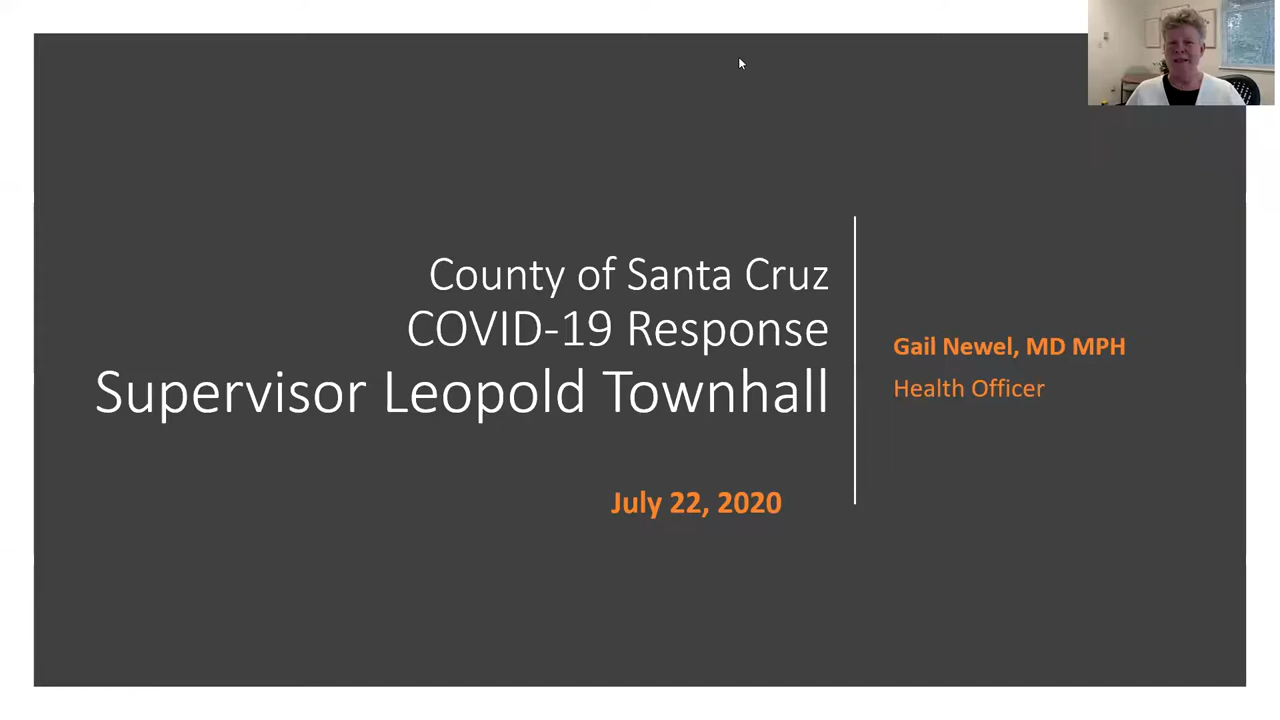 County of Santa Cruz
COVID-19 Response
Supervisor Leopold Townhall
July 22, 2020
Gail Newel, MD MPH
Health Officer